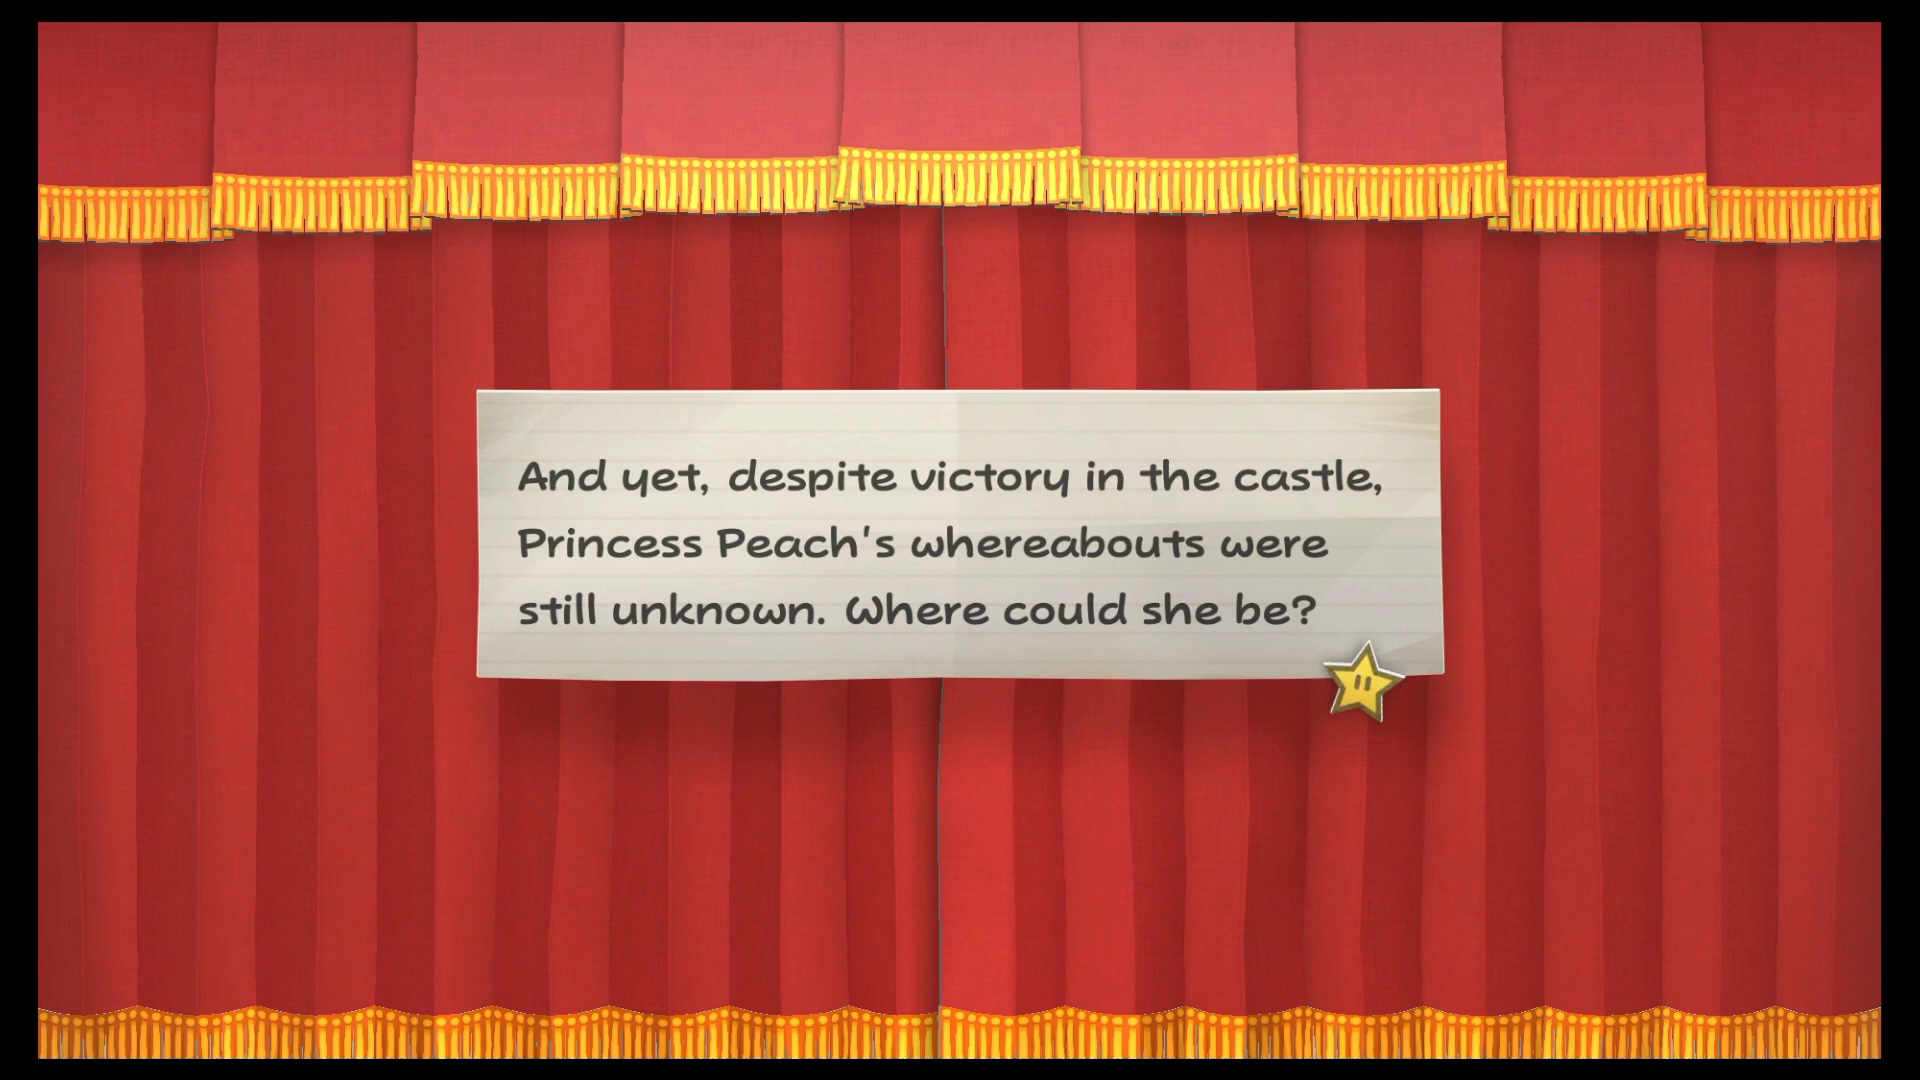 And yet, despite victory in the castle,
Princess Peach's whereabouts were
still unknown. Where could she be?